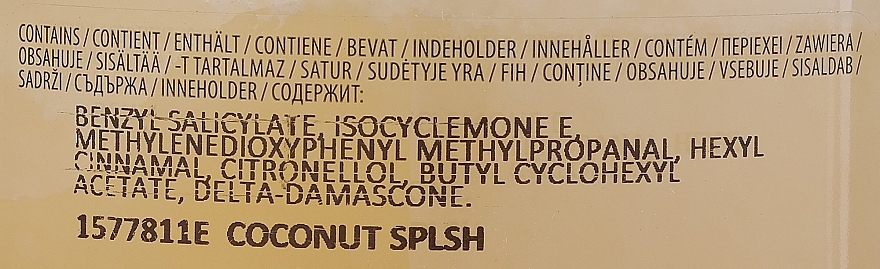 CONTAINS / CONTIENT / ENTHÄLT / CONTIENE / BEVAT / INDEHOLDER / INNEHÅLLER / CONTÉM / ΠΕΡΙΕΧΕΙ / ZAWIERA /
OBSAHUJE / SISÄLTÄÄ / -T TARTALMAZ / SATUR / SUDĖTYJE YRA / FIH / CONȚINE / OBSAHUJE / VSEBUJE / SISALDAB /
SADRŽI / СЪДЪРЖА / INNEHOLDER / СОДЕРЖИТ:
BENZYL SALICYLATE, ISOCYCLEMONE E,
METHYLENEDIOXYPHENYL METHYLPROPANAL, HEXYL
CINNAMAL, CITRONELLOL, BUTYL CYCLOHEXYL
ACETATE, DELTA-DAMASCONE.
1577811E COCONUT SPLSH